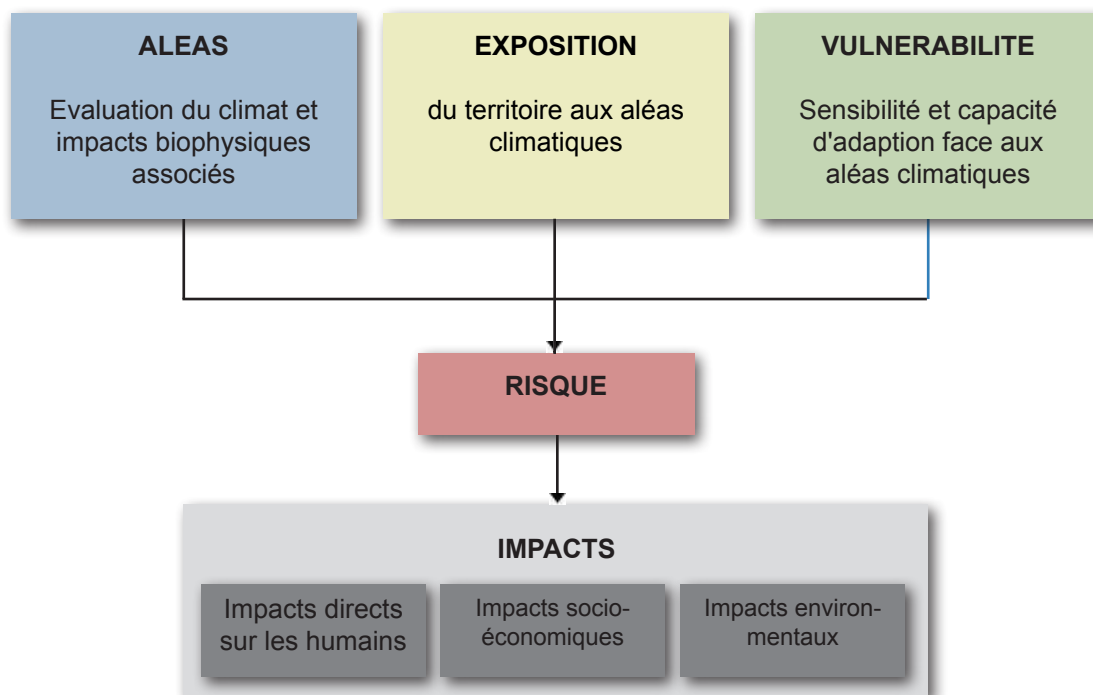 ALEAS
Evaluation du climat et
impacts biophysiques
associés
EXPOSITION
du territoire aux aléas
climatiques
VULNERABILITE
Sensibilité et capacité
d'adaption face aux
aléas climatiques
RISQUE
IMPACTS
Impacts directs
sur les humains
Impacts socio-
économiques
Impacts environ-
mentaux